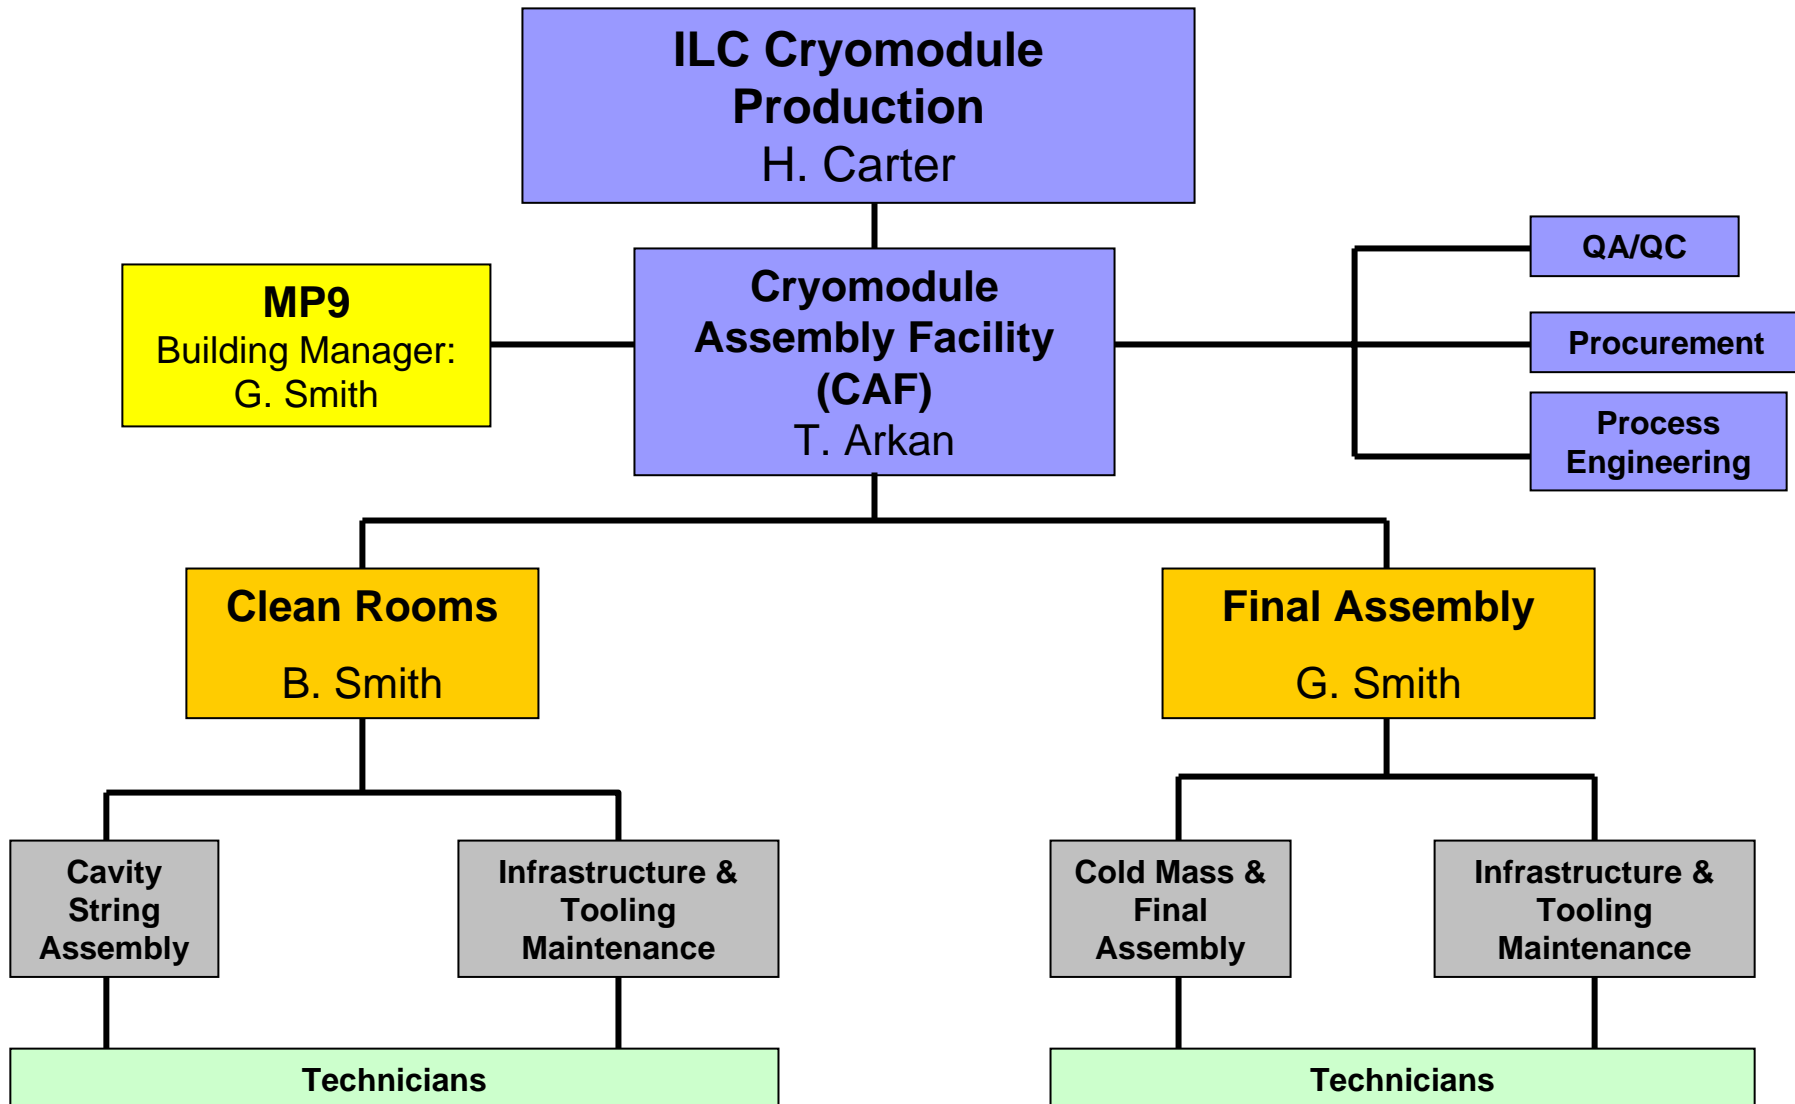 ILC Cryomodule
Production
H. Carter
MP9
Building Manager:
G. Smith
Cryomodule
Assembly Facility
(CAF)
T. Arkan
QA/QC
Procurement
Process
Engineering
Clean Rooms
B. Smith
Final Assembly
G. Smith
Cavity
String
Assembly
Infrastructure &
Tooling
Maintenance
Cold Mass &
Final
Assembly
Infrastructure &
Tooling
Maintenance
Technicians
Technicians